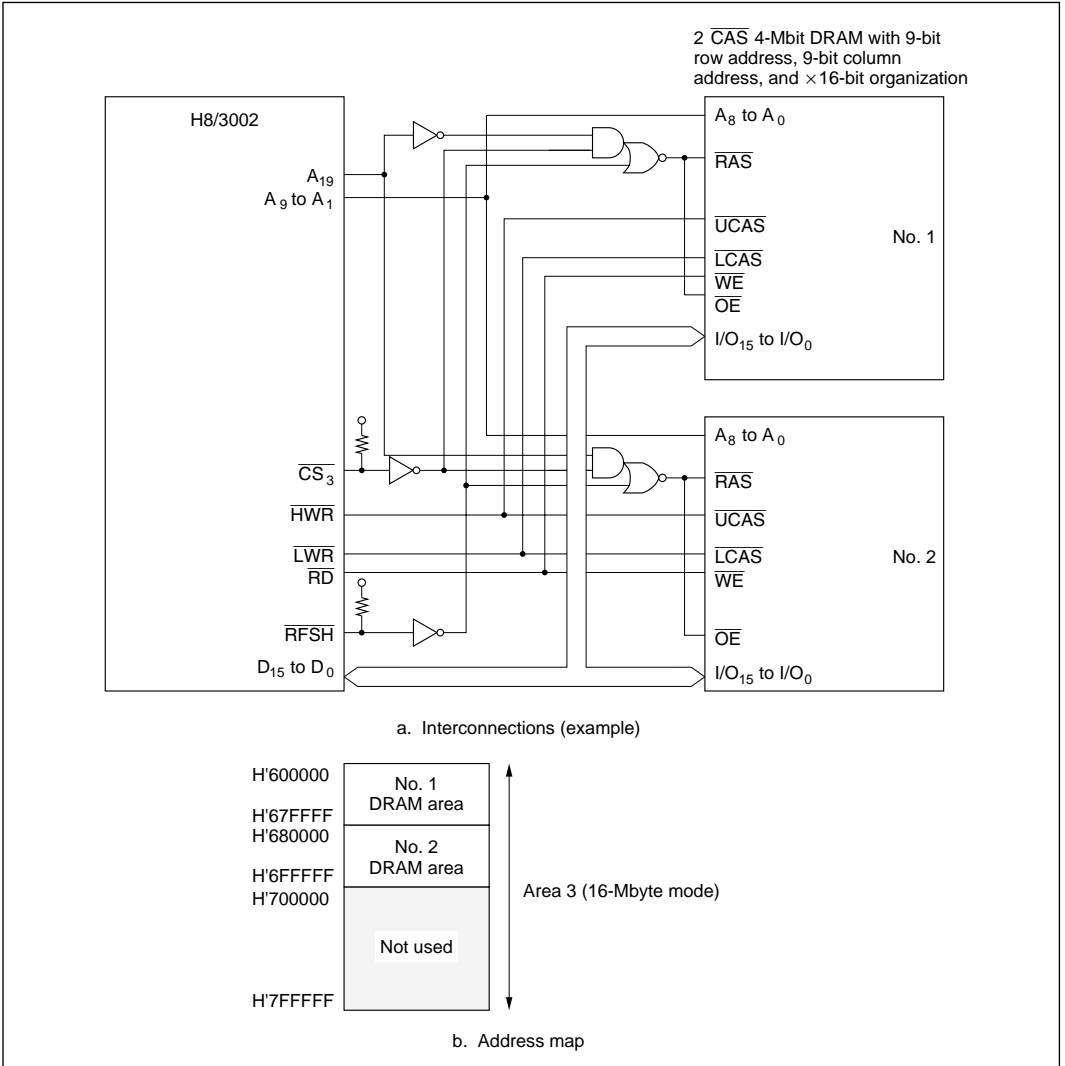 2 CAS 4-Mbit DRAM with 9-bit
row address, 9-bit column
address, and ×16-bit organization
H8/3002
A19
A9 to A1
CS3
HWR
LWR
RD
RFSH
D15 to D0
A8 to A0
RAS
UCAS
No. 1
LCAS
WE
OE
I/O15 to I/O0
A8 to A0
RAS
UCAS
LCAS
No. 2
WE
OE
I/O15 to I/O0
a. Interconnections (example)
H'600000
No. 1
DRAM area
H'67FFFF
H'680000
No. 2
DRAM area
H'6FFFFF
H'700000
Area 3 (16-Mbyte mode)
Not used
H'7FFFFF
b. Address map